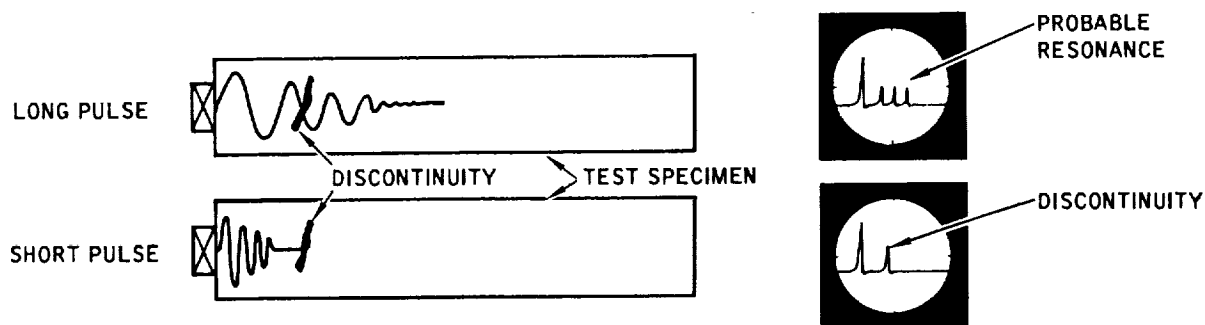 PROBABLE
RESONANCE
LONG PULSE
DISCONTINUITY
TEST SPECIMEN
DISCONTINUITY
SHORT PULSE